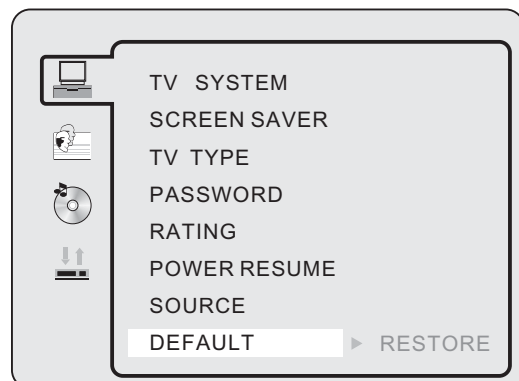 TV SYSTEM
SCREEN SAVER
TV TYPE
PASSWORD
RATING
POWER RESUME
SOURCE
DEFAULT RESTORE